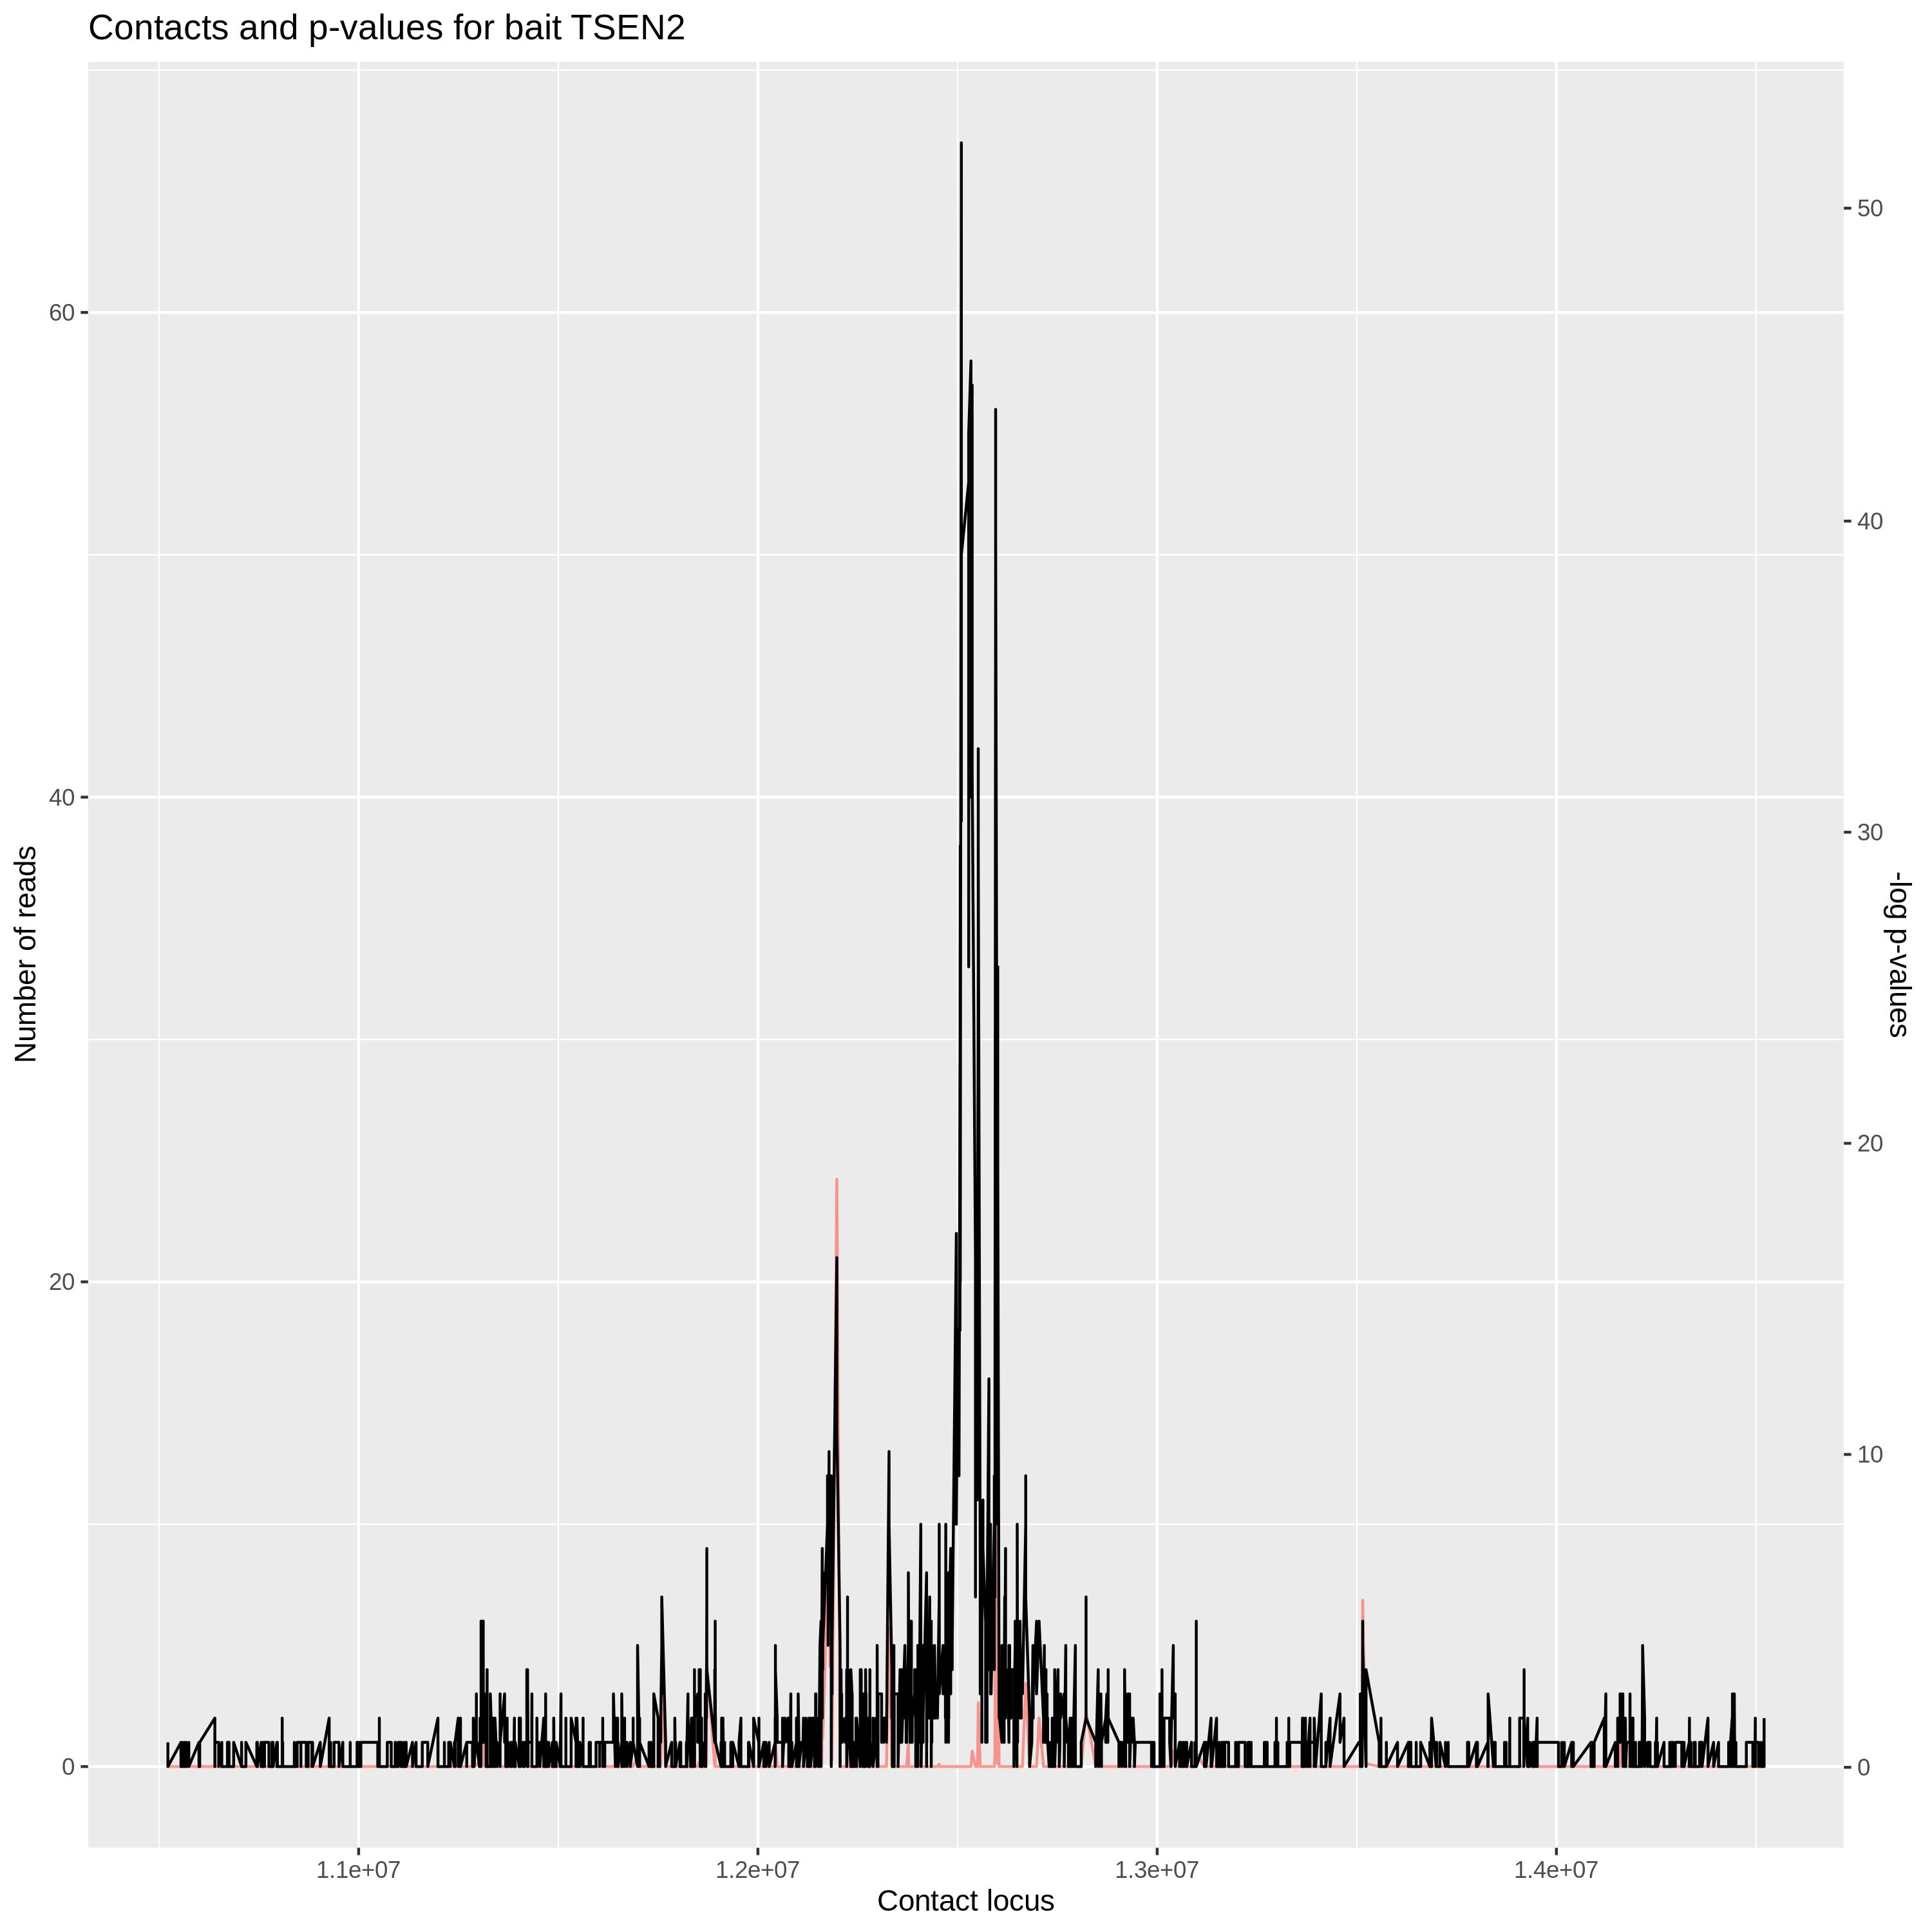 Contacts and p-values for bait TSEN2
60
40
20
0
Number of reads
50
40
30
20
10
0
-log p-values
1.1e+07
1.2e+07
1.3e+07
1.4e+07
Contact locus